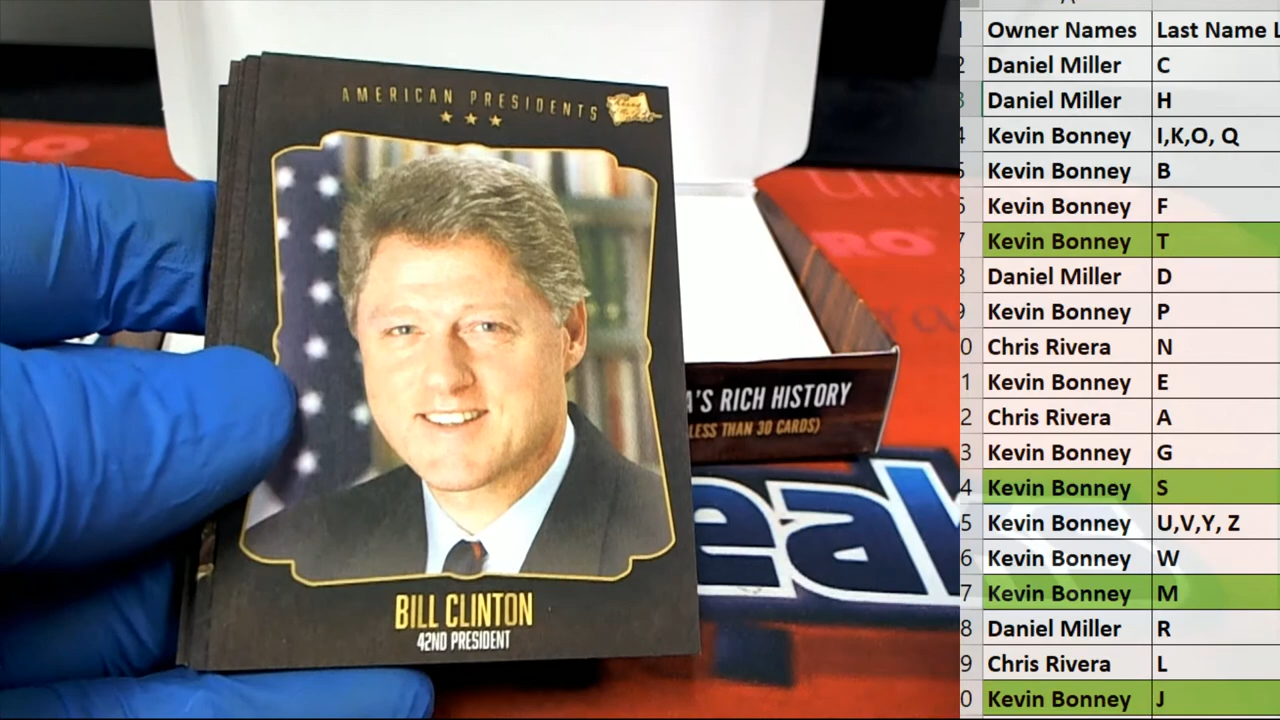 AMERICAN PRESIDENTS
BILL CLINTON
42ND PRESIDENT
A'S RICH HISTORY
LESS THAN 30 CARDS)
RO
eal
Owner Names Last Name L
Daniel Miller C
Daniel Miller H
Kevin Bonney I,K,O, Q
Kevin Bonney B
Kevin Bonney F
Kevin Bonney T
Daniel Miller D
Kevin Bonney P
Chris Rivera N
Kevin Bonney E
Chris Rivera A
Kevin Bonney G
Kevin Bonney S
Kevin Bonney U,V,Y, Z
Kevin Bonney W
Kevin Bonney M
Daniel Miller R
Chris Rivera L
Kevin Bonney J